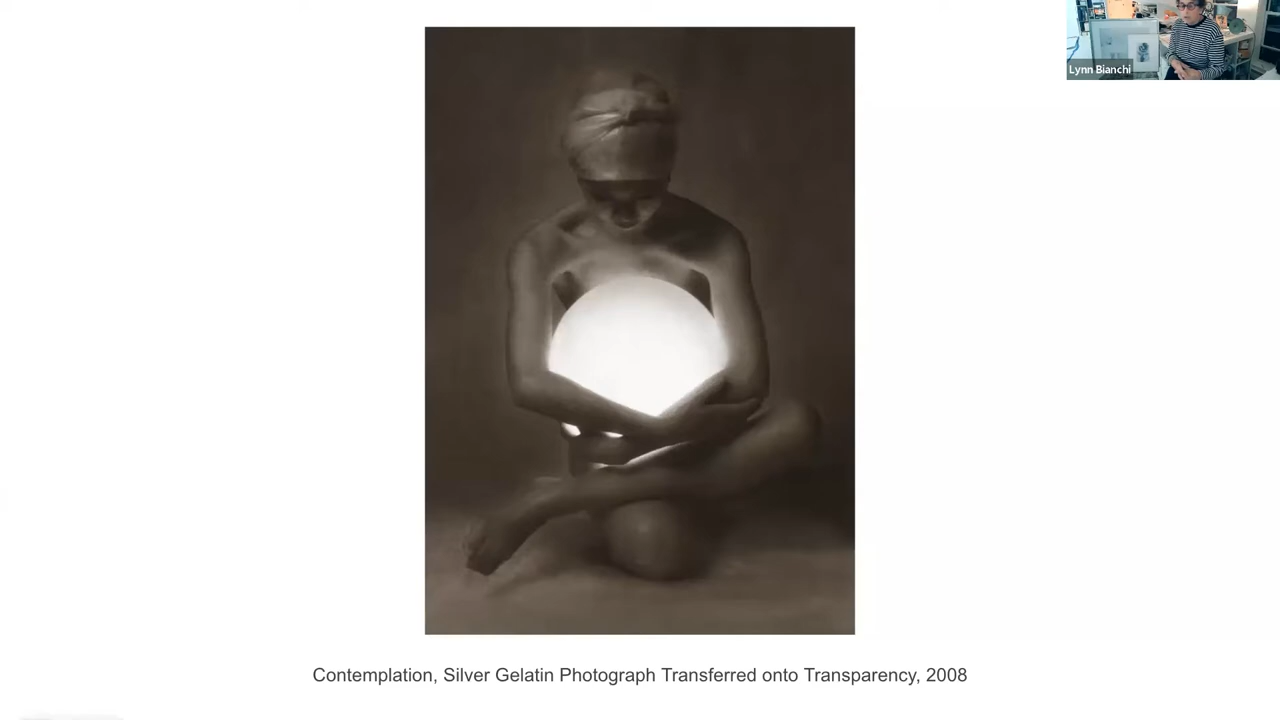 Lynn Bianchi
Contemplation, Silver Gelatin Photograph Transferred onto Transparency, 2008